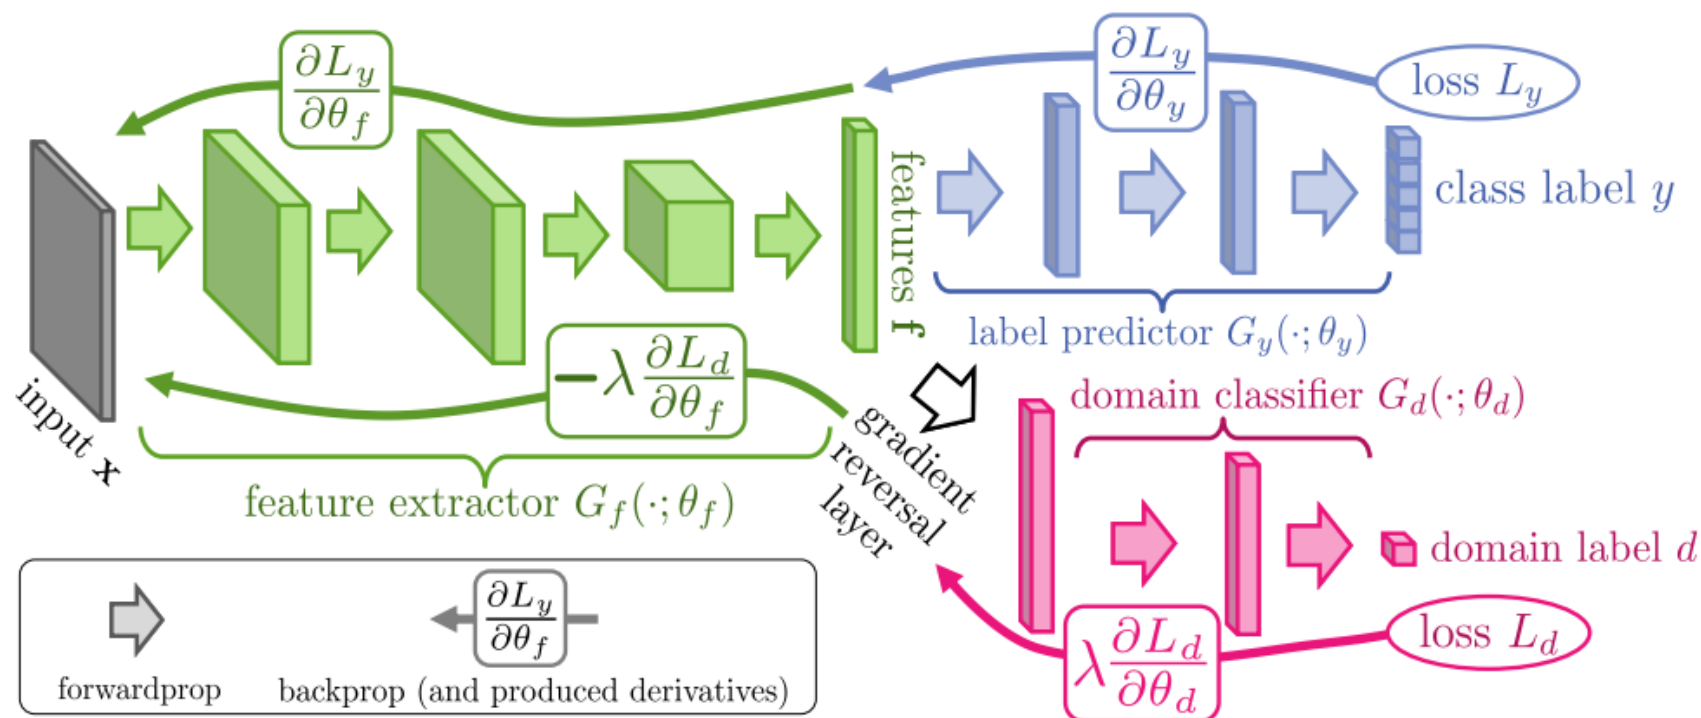 ∂L_y/∂θ_f
∂L_y/∂θ_y
loss L_y
features f
class label y
label predictor G_y(·; θ_y)
input x
−λ ∂L_d/∂θ_f
feature extractor G_f(·; θ_f)
gradient
reversal
layer
domain classifier G_d(·; θ_d)
domain label d
λ ∂L_d/∂θ_d
loss L_d
∂L_y/∂θ_f
forwardprop
backprop (and produced derivatives)